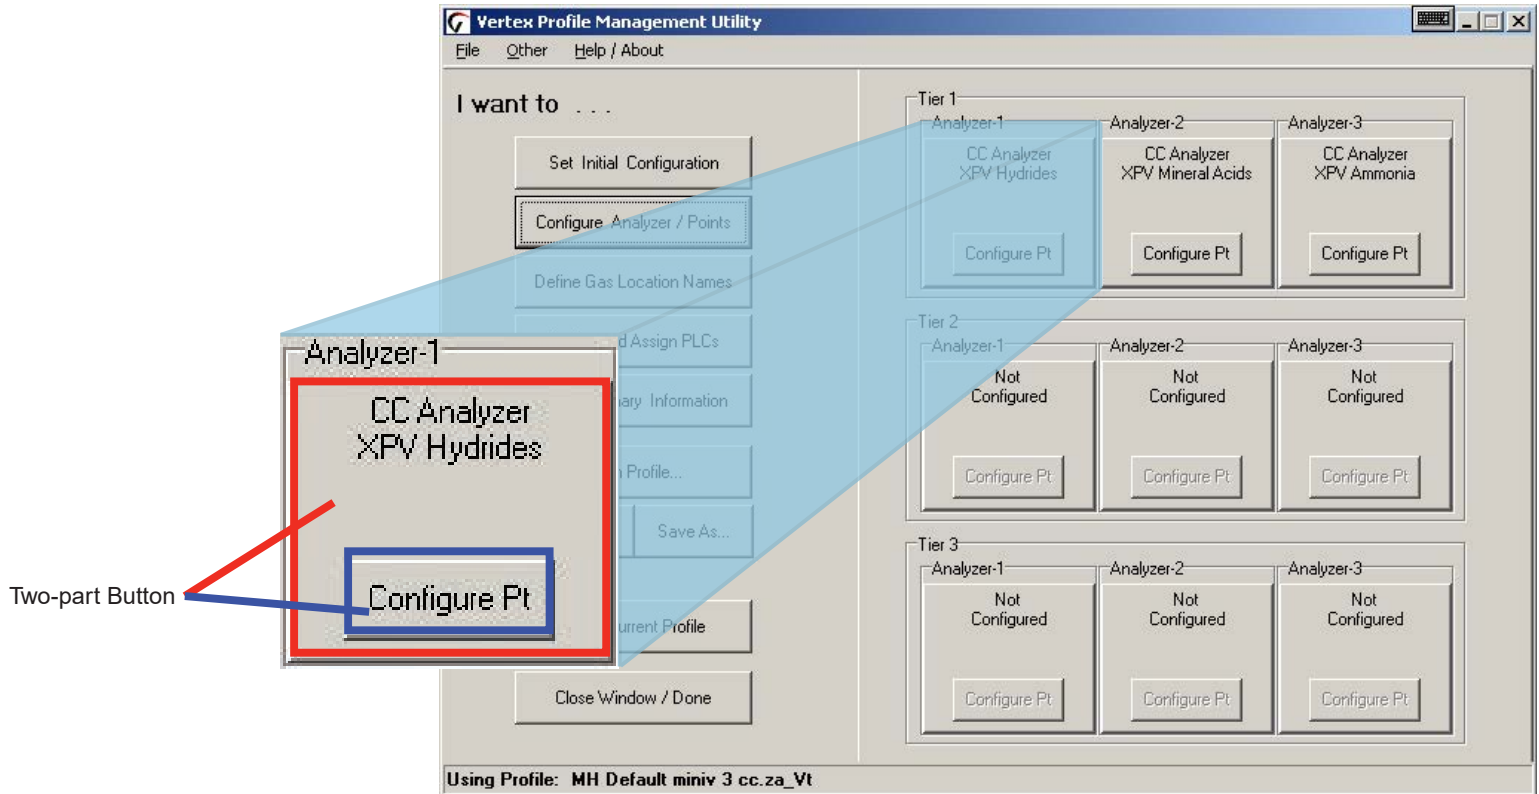 Vertex Profile Management Utility
File Other Help / About
I want to . . .
Set Initial Configuration
Configure Analyzer / Points
Define Gas Location Names
d Assign PLCs
ary Information
Profile...
Save As...
urrent Profile
Close Window / Done
Tier 1
Analyzer-1
CC Analyzer
XPV Hydrides
Configure Pt
Analyzer-2
CC Analyzer
XPV Mineral Acids
Configure Pt
Analyzer-3
CC Analyzer
XPV Ammonia
Configure Pt
Tier 2
Analyzer-1
Not
Configured
Configure Pt
Analyzer-2
Not
Configured
Configure Pt
Analyzer-3
Not
Configured
Configure Pt
Tier 3
Analyzer-1
Not
Configured
Configure Pt
Analyzer-2
Not
Configured
Configure Pt
Analyzer-3
Not
Configured
Configure Pt
Analyzer-1
CC Analyzer
XPV Hydrides
Configure Pt
Two-part Button
Using Profile: MH Default miniv 3 cc.za_Vt